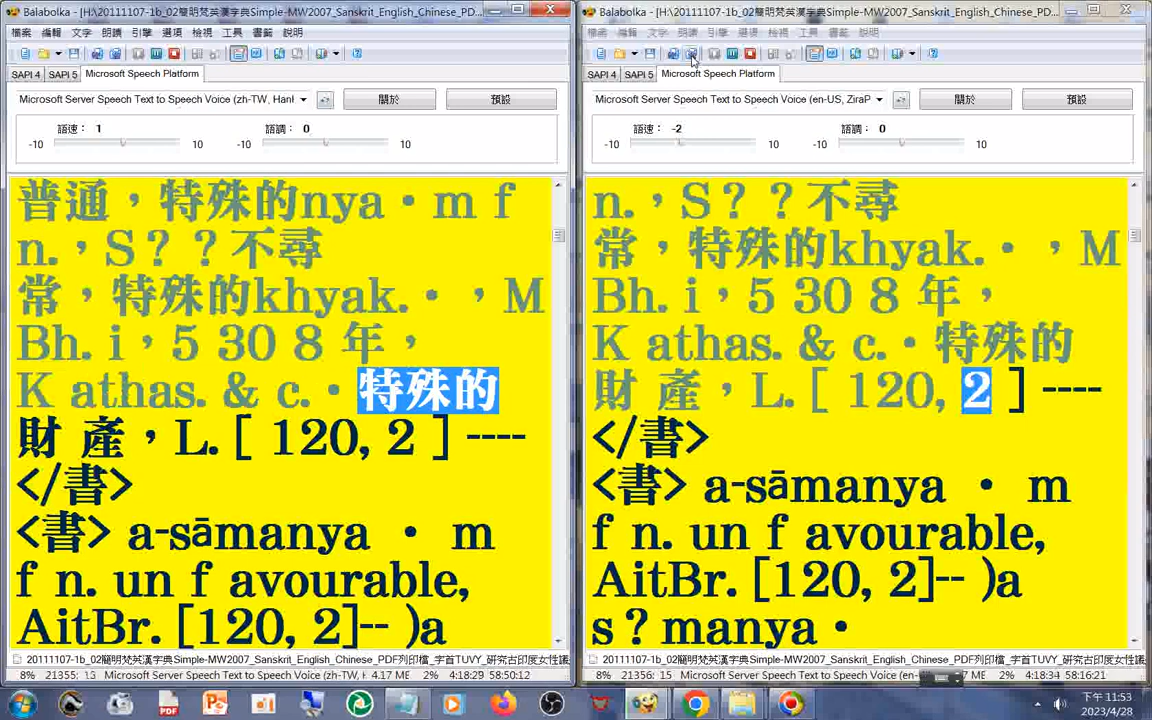 Balabolka - [H:\20111107-1b_02簡明梵英漢字典Simple-MW2007_Sanskrit_English_Chinese_PD...
檔案 編輯 文字 朗讀 引擎 選項 檢視 工具 書籤 說明
SAPI 4 SAPI 5 Microsoft Speech Platform
Microsoft Server Speech Text to Speech Voice (zh-TW, Hanl 關於 預設
語速： 1 語調： 0
-10 10 -10 10
普通，特殊的nya・m f
n.，S？？不尋
常，特殊的khyak.・，M
Bh. i，5 30 8 年，
K athas. & c.・特殊的
財 產，L. [ 120, 2 ] ----
</書>
<書> a-sāmanya ・ m
f n. un f avourable,
AitBr. [120, 2]-- )a
20111107-1b_02簡明梵英漢字典Simple-MW2007_Sanskrit_English_Chinese_PDF列印檔_字首TUVY_研究古印度女性議
8% 21355: 13 Microsoft Server Speech Text to Speech Voice (zh-TW, H 4.17 ME 2% 4:18:29 58:50:12
Balabolka - [H:\20111107-1b_02簡明梵英漢字典Simple-MW2007_Sanskrit_English_Chinese_PD...
檔案 編輯 文字 朗讀 引擎 選項 檢視 工具 書籤 說明
SAPI 4 SAPI 5 Microsoft Speech Platform
Microsoft Server Speech Text to Speech Voice (en-US, ZiraP 關於 預設
語速： -2 語調： 0
-10 10 -10 10
n.，S？？不尋
常，特殊的khyak.・，M
Bh. i，5 30 8 年，
K athas. & c.・特殊的
財 產，L. [ 120, 2 ] ----
</書>
<書> a-sāmanya ・ m
f n. un f avourable,
AitBr. [120, 2]-- )a
s？manya・
20111107-1b_02簡明梵英漢字典Simple-MW2007_Sanskrit_English_Chinese_PDF列印檔_字首TUVY_研究古印度女性議
8% 21356: 15 Microsoft Server Speech Text to Speech Voice (en-US, 7 ME 2% 4:18:34 58:16:21
下午 11:53
2023/4/28